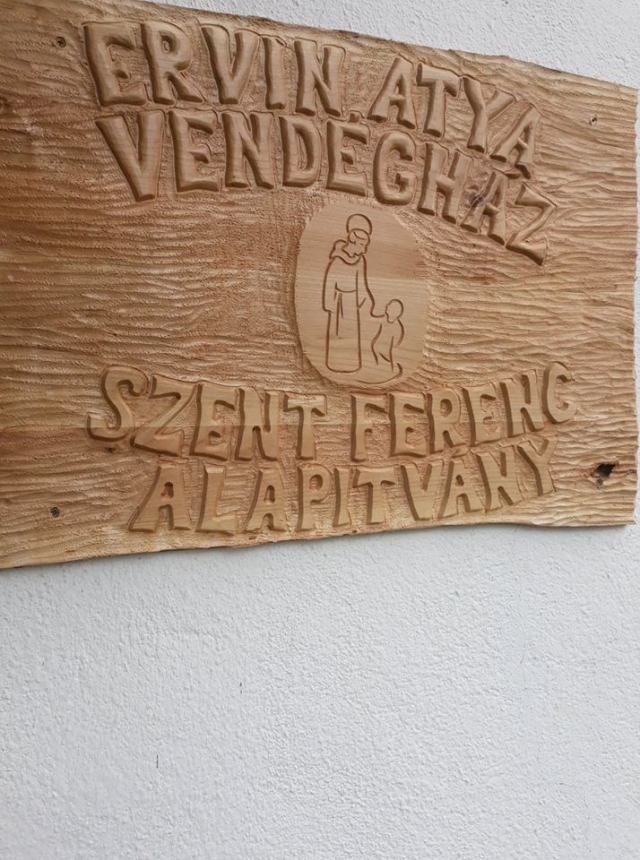 ERVIN ATYA
VENDÉGHÁZ
SZENT FERENC
ALAPITVÁNY